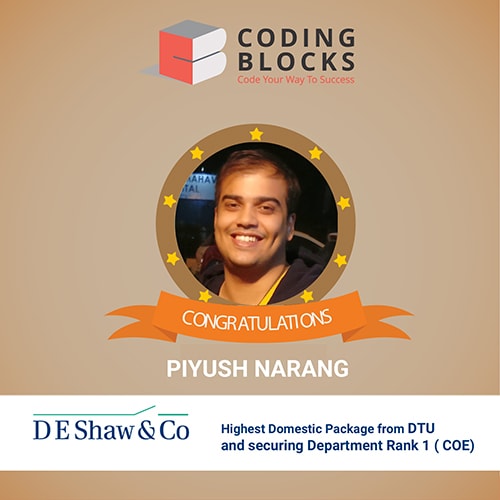 CODING
BLOCKS
Code Your Way To Success
CONGRATULATIONS
PIYUSH NARANG
D E Shaw & Co
Highest Domestic Package from DTU
and securing Department Rank 1 ( COE)